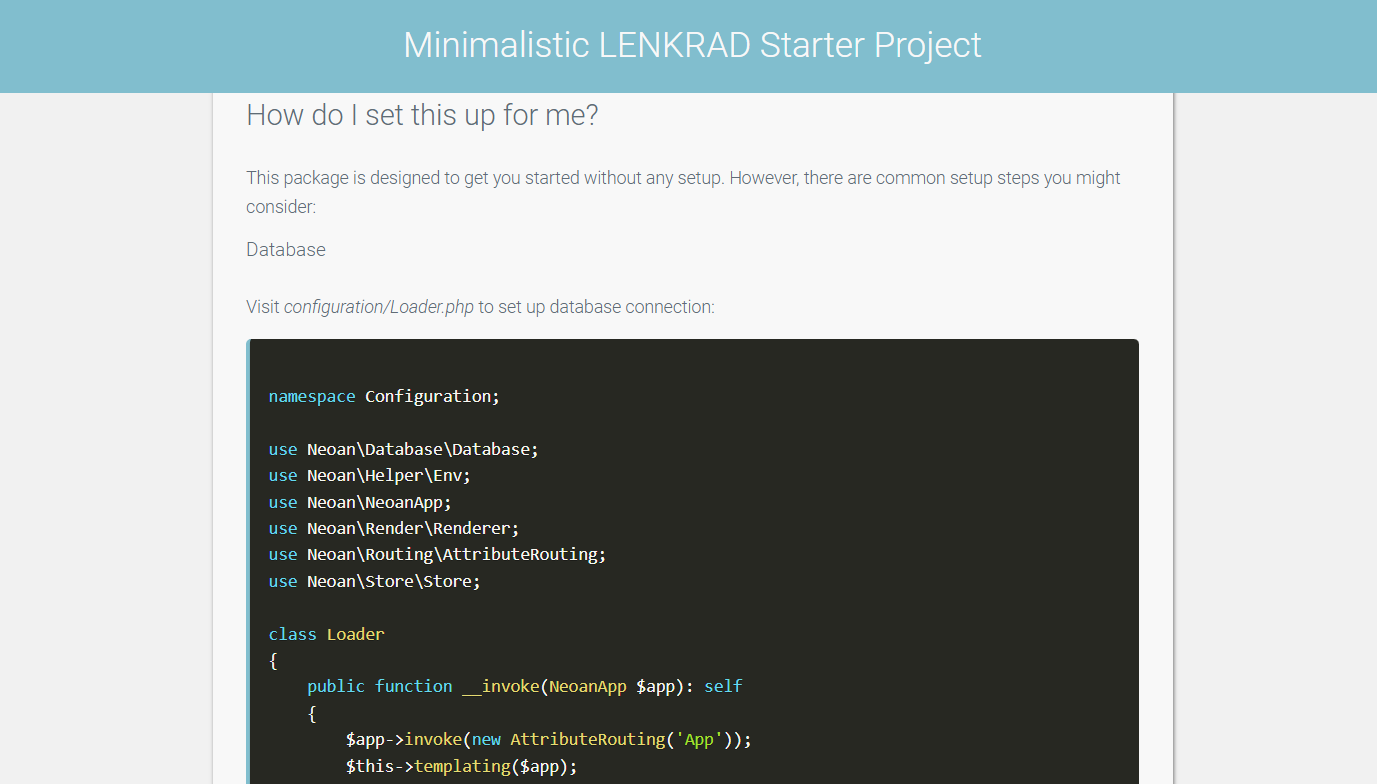 Minimalistic LENKRAD Starter Project
How do I set this up for me?
This package is designed to get you started without any setup. However, there are common setup steps you might
consider:
Database
Visit configuration/Loader.php to set up database connection:
namespace Configuration;
use Neoan\Database\Database;
use Neoan\Helper\Env;
use Neoan\NeoanApp;
use Neoan\Render\Renderer;
use Neoan\Routing\AttributeRouting;
use Neoan\Store\Store;
class Loader
{
    public function __invoke(NeoanApp $app): self
    {
        $app->invoke(new AttributeRouting('App'));
        $this->templating($app);